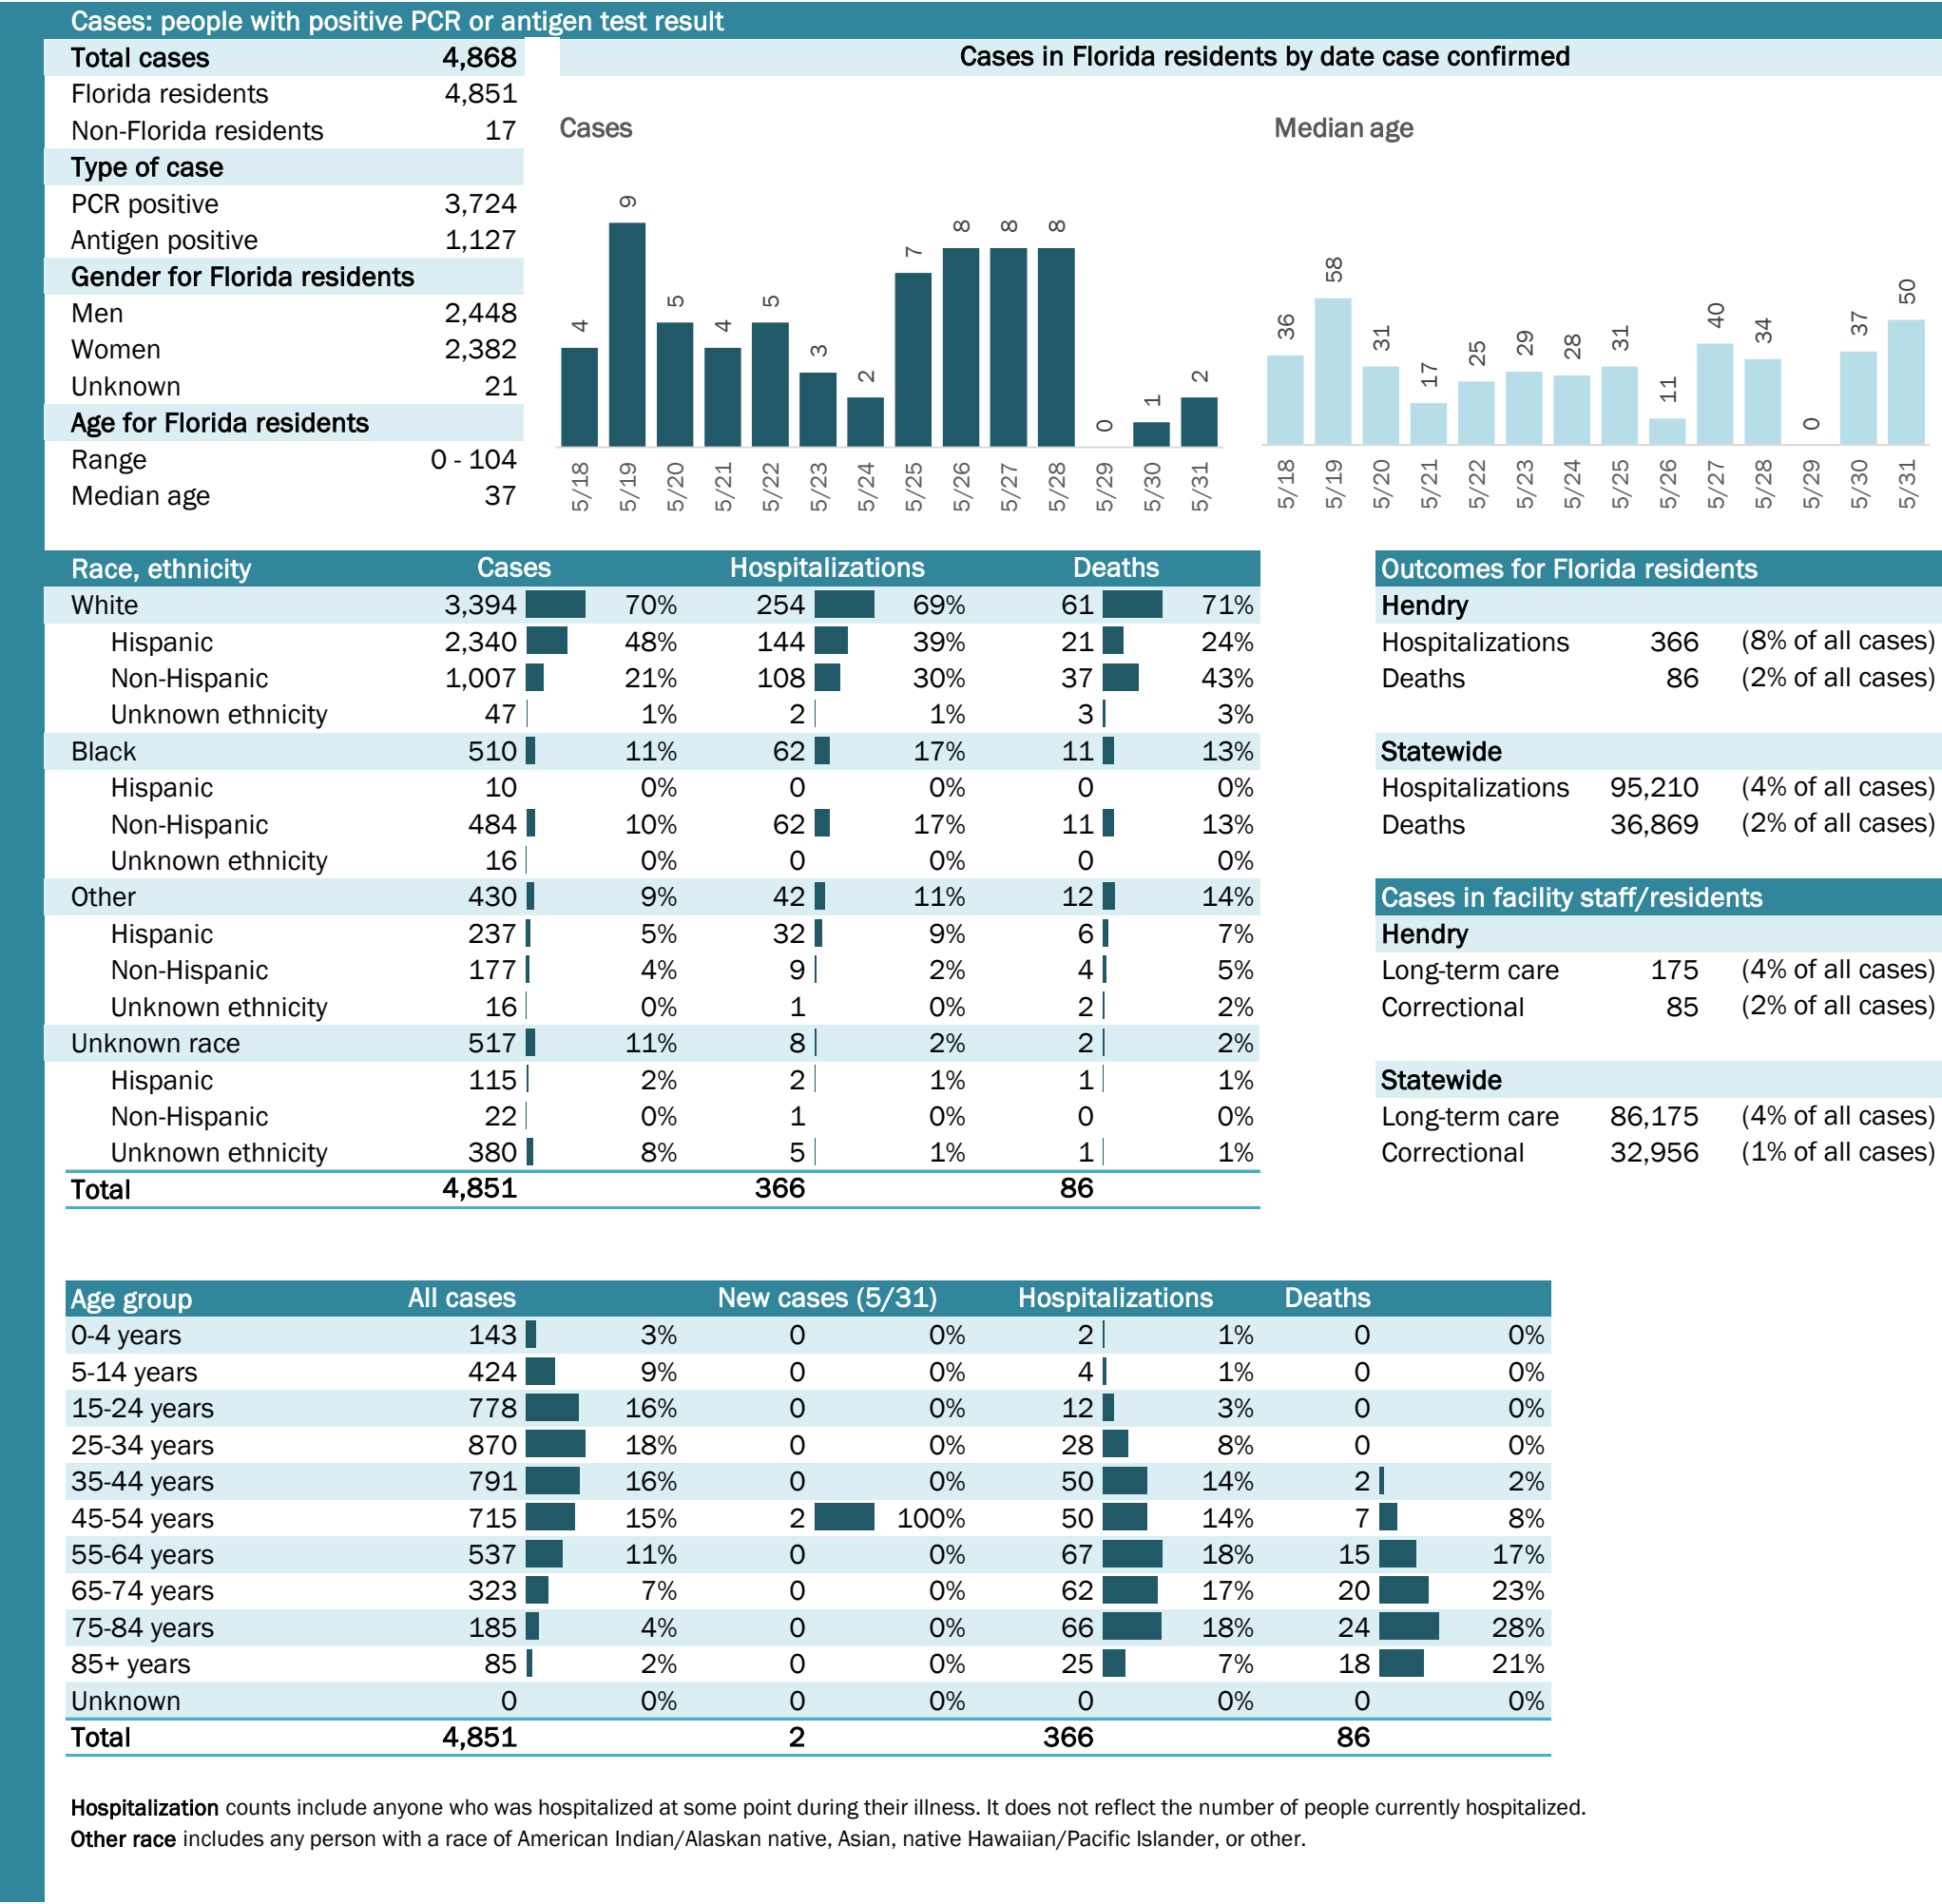 Cases: people with positive PCR or antigen test result
Total cases 4,868
Florida residents 4,851
Non-Florida residents 17
Type of case
PCR positive 3,724
Antigen positive 1,127
Gender for Florida residents
Men 2,448
Women 2,382
Unknown 21
Age for Florida residents
Range 0 - 104
Median age 37
Cases in Florida residents by date case confirmed
Cases
4 9 5 4 5 3 2 7 8 8 8 0 1 2
5/18 5/19 5/20 5/21 5/22 5/23 5/24 5/25 5/26 5/27 5/28 5/29 5/30 5/31
Median age
36 58 31 17 25 29 28 31 11 40 34 0 37 50
5/18 5/19 5/20 5/21 5/22 5/23 5/24 5/25 5/26 5/27 5/28 5/29 5/30 5/31
Race, ethnicity Cases Hospitalizations Deaths
White 3,394 70% 254 69% 61 71%
Hispanic 2,340 48% 144 39% 21 24%
Non-Hispanic 1,007 21% 108 30% 37 43%
Unknown ethnicity 47 1% 2 1% 3 3%
Black 510 11% 62 17% 11 13%
Hispanic 10 0% 0 0% 0 0%
Non-Hispanic 484 10% 62 17% 11 13%
Unknown ethnicity 16 0% 0 0% 0 0%
Other 430 9% 42 11% 12 14%
Hispanic 237 5% 32 9% 6 7%
Non-Hispanic 177 4% 9 2% 4 5%
Unknown ethnicity 16 0% 1 0% 2 2%
Unknown race 517 11% 8 2% 2 2%
Hispanic 115 2% 2 1% 1 1%
Non-Hispanic 22 0% 1 0% 0 0%
Unknown ethnicity 380 8% 5 1% 1 1%
Total 4,851 366 86
Outcomes for Florida residents
Hendry
Hospitalizations 366 (8% of all cases)
Deaths 86 (2% of all cases)
Statewide
Hospitalizations 95,210 (4% of all cases)
Deaths 36,869 (2% of all cases)
Cases in facility staff/residents
Hendry
Long-term care 175 (4% of all cases)
Correctional 85 (2% of all cases)
Statewide
Long-term care 86,175 (4% of all cases)
Correctional 32,956 (1% of all cases)
Age group All cases New cases (5/31) Hospitalizations Deaths
0-4 years 143 3% 0 0% 2 1% 0 0%
5-14 years 424 9% 0 0% 4 1% 0 0%
15-24 years 778 16% 0 0% 12 3% 0 0%
25-34 years 870 18% 0 0% 28 8% 0 0%
35-44 years 791 16% 0 0% 50 14% 2 2%
45-54 years 715 15% 2 100% 50 14% 7 8%
55-64 years 537 11% 0 0% 67 18% 15 17%
65-74 years 323 7% 0 0% 62 17% 20 23%
75-84 years 185 4% 0 0% 66 18% 24 28%
85+ years 85 2% 0 0% 25 7% 18 21%
Unknown 0 0% 0 0% 0 0% 0 0%
Total 4,851 2 366 86
Hospitalization counts include anyone who was hospitalized at some point during their illness. It does not reflect the number of people currently hospitalized.
Other race includes any person with a race of American Indian/Alaskan native, Asian, native Hawaiian/Pacific Islander, or other.